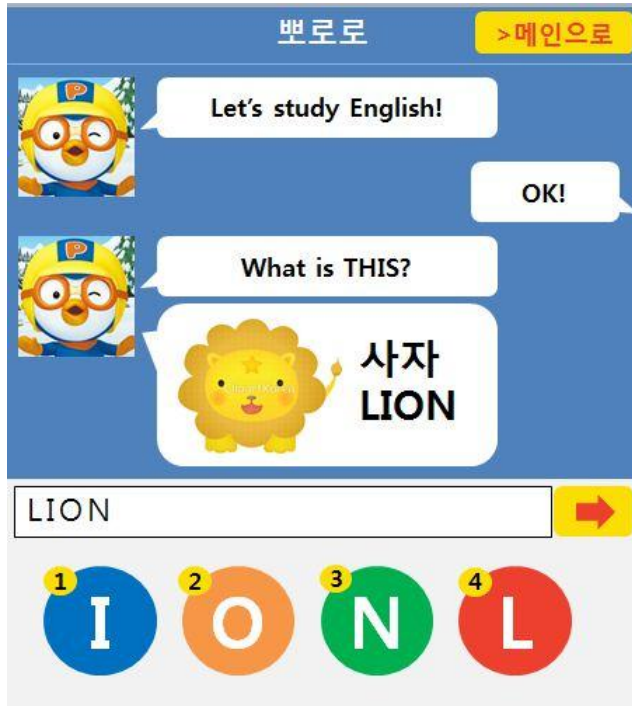 뽀로로
>메인으로
P
Let's study English!
OK!
P
What is THIS?
사자
LION
LION
1
I
2
O
3
N
4
L